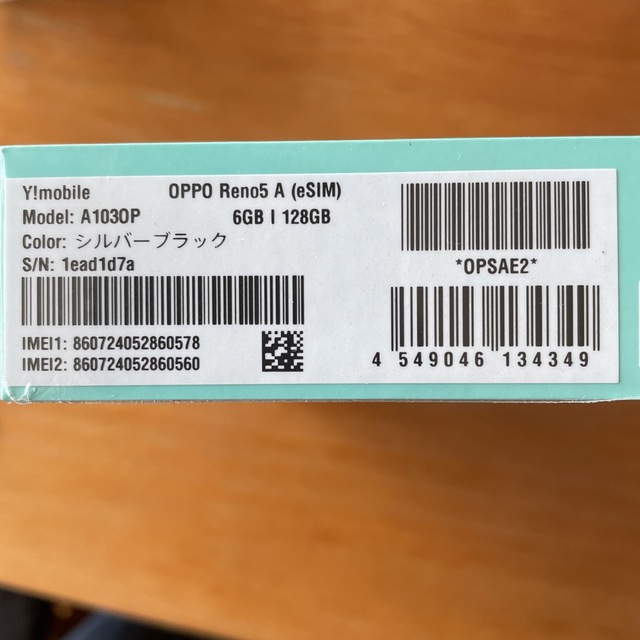 Y!mobile OPPO Reno5 A (eSIM)
Model: A103OP 6GB | 128GB
Color: シルバーブラック
S/N: 1ead1d7a
IMEI1: 860724052860578
IMEI2: 860724052860560
*OPSAE2*
4 549046 134349